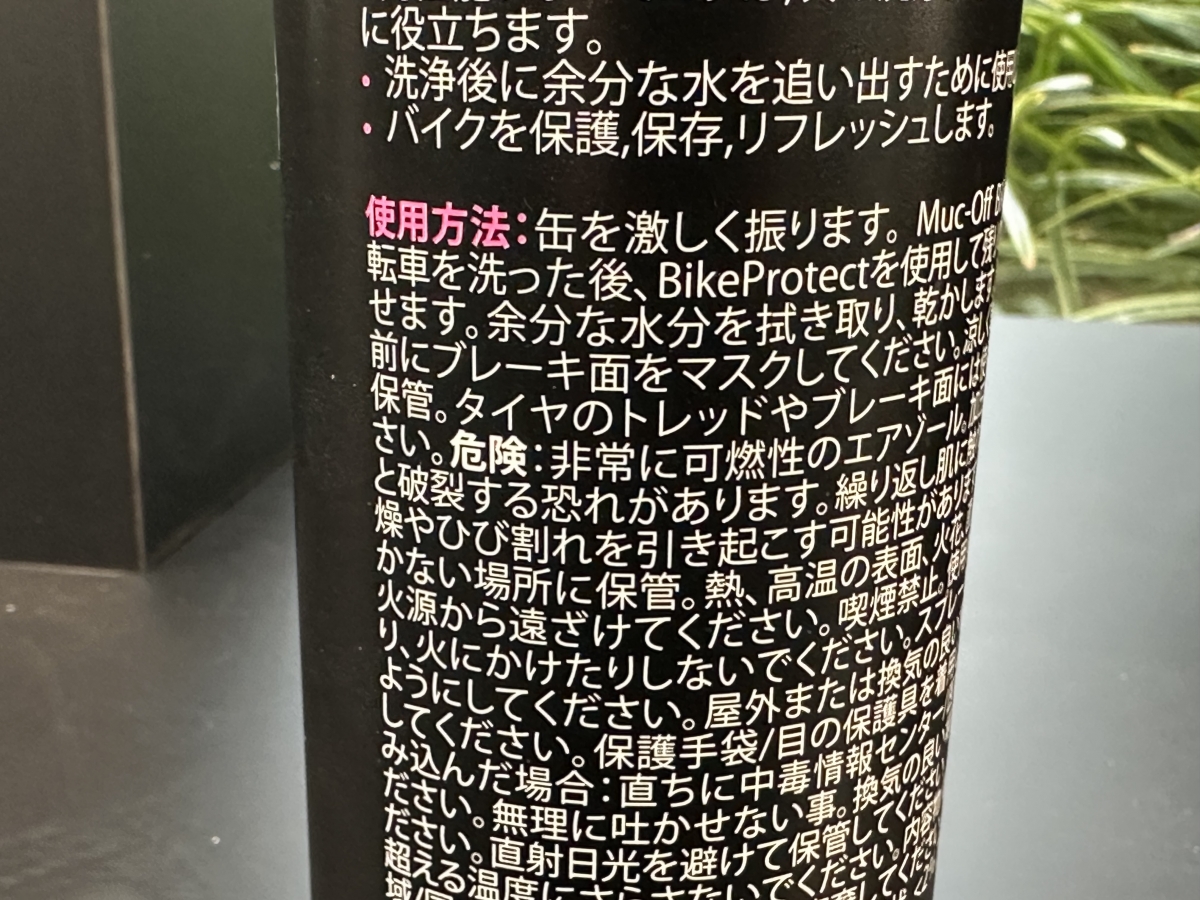 に役立ちます。
・洗浄後に余分な水を追い出すために使用
・バイクを保護,保存,リフレッシュします。
使用方法：缶を激しく振ります。Muc-Off
転車を洗った後、BikeProtectを使用して残
せます。余分な水分を拭き取り、乾かします
前にブレーキ面をマスクしてください。涼し
保管。タイヤのトレッドやブレーキ面には
さい。危険：非常に可燃性のエアゾール。
と破裂する恐れがあります。繰り返し肌に
燥やひび割れを引き起こす可能性があり
かない場所に保管。熱、高温の表面、火花、
火源から遠ざけてください。喫煙禁止。使用
り、火にかけたりしないでください。スプレー
ようにしてください。屋外または換気の良い
してください。保護手袋/目の保護具を着
み込んだ場合：直ちに中毒情報センター
ださい。無理に吐かせない事。換気の良い
ださい。直射日光を避けて保管してください
超える温度にさらさないでください。内容